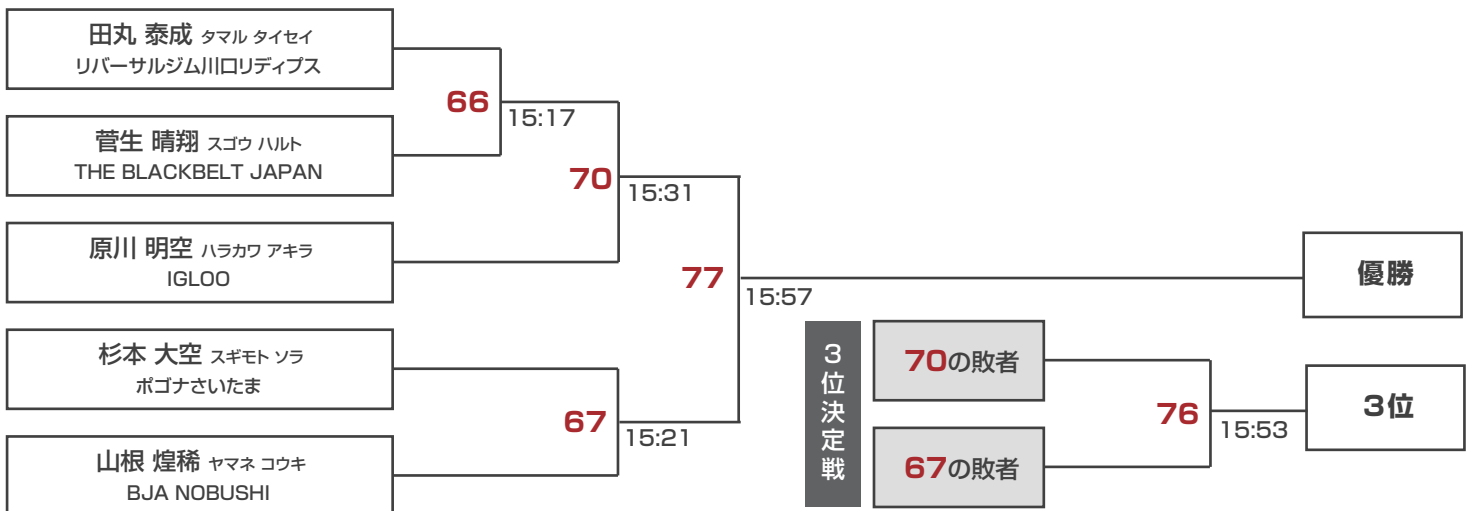 田丸 泰成 タマル タイセイ
リバーサルジム川口リディプス
66
15:17
菅生 晴翔 スゴウ ハルト
THE BLACKBELT JAPAN
70
15:31
原川 明空 ハラカワ アキラ
IGLOO
77
15:57
優勝
杉本 大空 スギモト ソラ
ポゴナさいたま
67
15:21
山根 煌稀 ヤマネ コウキ
BJA NOBUSHI
3位決定戦
70の敗者
76
15:53
3位
67の敗者